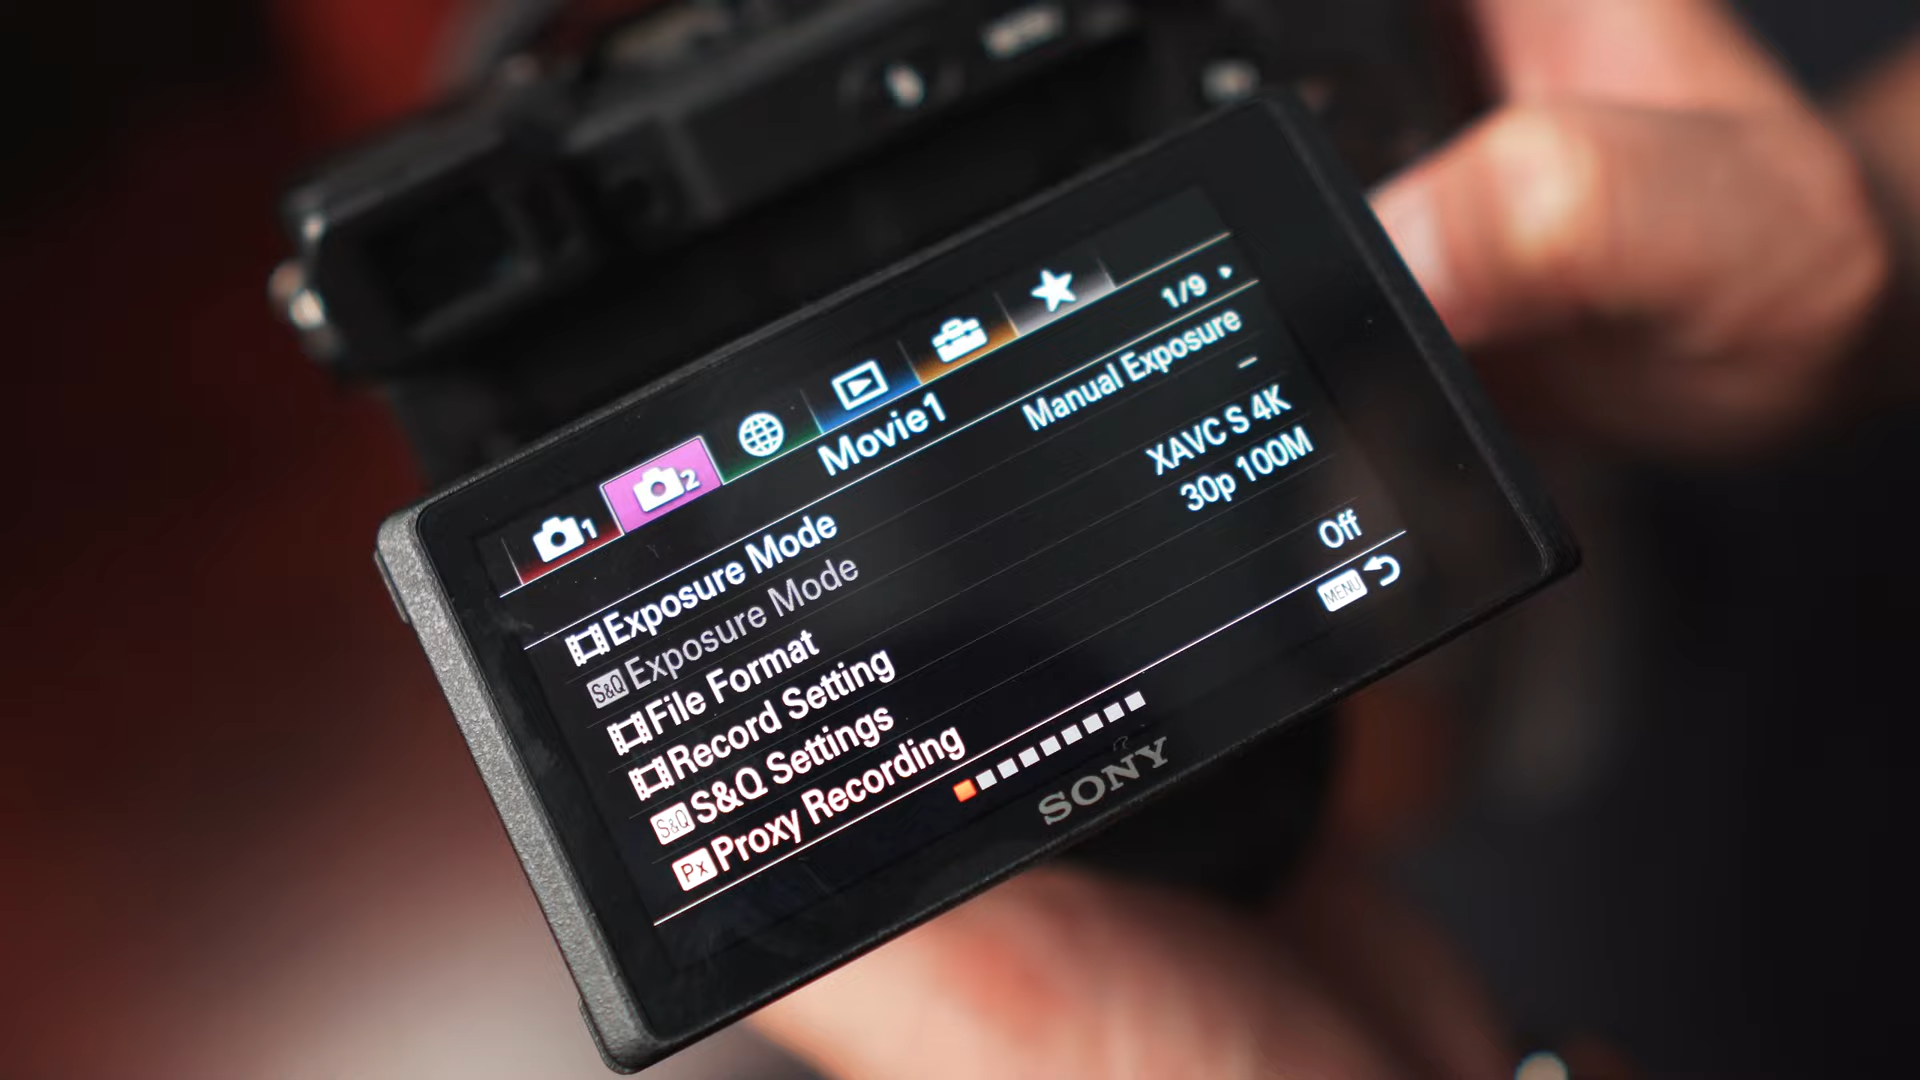 1 2
Movie1 1/9
Exposure Mode Manual Exposure
S&Q Exposure Mode –
File Format XAVC S 4K
Record Setting 30p 100M
S&Q S&Q Settings
Px Proxy Recording Off
MENU
SONY